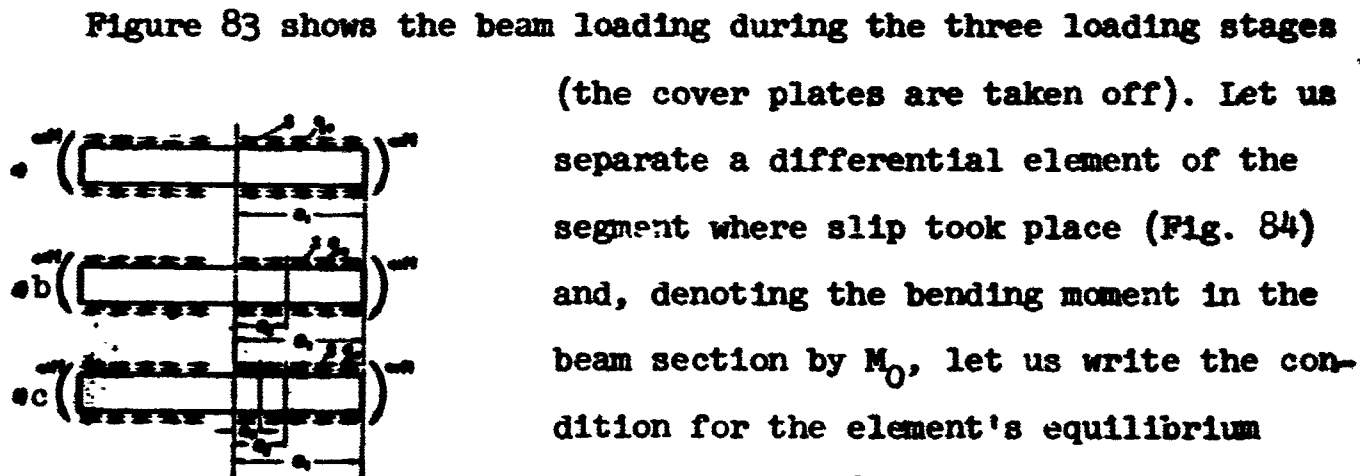 Figure 83 shows the beam loading during the three loading stages
(the cover plates are taken off). Let us
separate a differential element of the
segment where slip took place (Fig. 84)
and, denoting the bending moment in the
beam section by M₀, let us write the con-
dition for the element's equilibrium
b
c